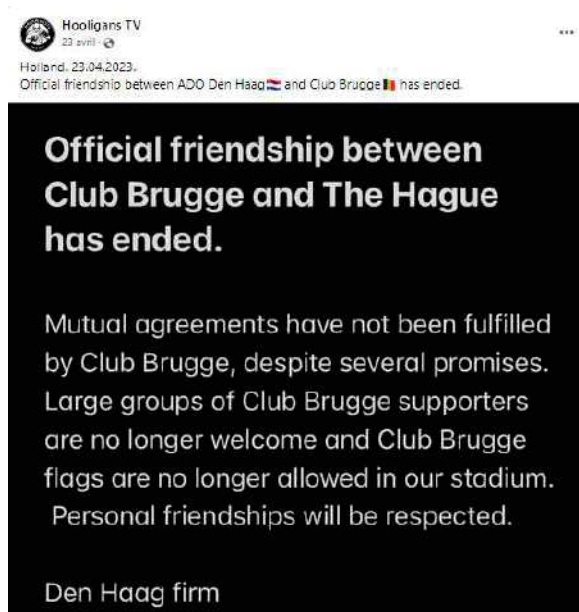 Hooligans TV
23 avril
Holland. 23.04.2023.
Official friendship between ADO Den Haag🇳🇱 and Club Brugge🇧🇪 has ended.
Official friendship between
Club Brugge and The Hague
has ended.
Mutual agreements have not been fulfilled
by Club Brugge, despite several promises.
Large groups of Club Brugge supporters
are no longer welcome and Club Brugge
flags are no longer allowed in our stadium.
Personal friendships will be respected.
Den Haag firm